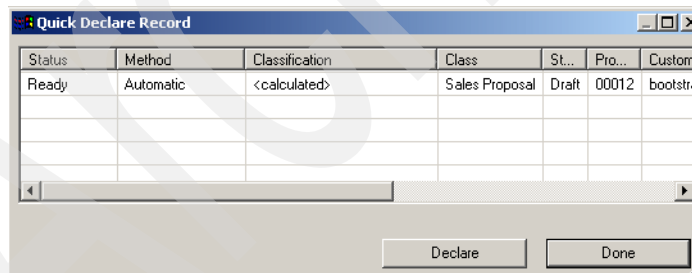 Quick Declare Record
Status Method Classification Class St... Pro... Custom
Ready Automatic <calculated> Sales Proposal Draft 00012 bootstr
Declare Done